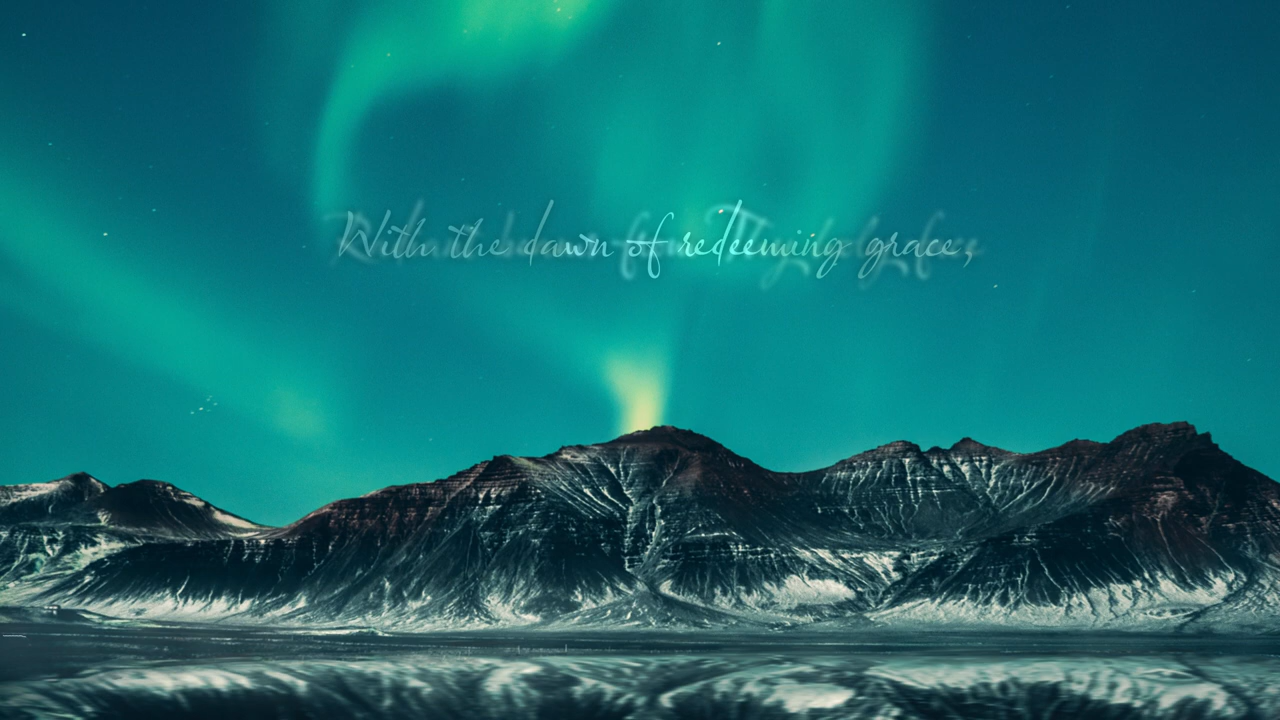 With the dawn of redeeming grace,